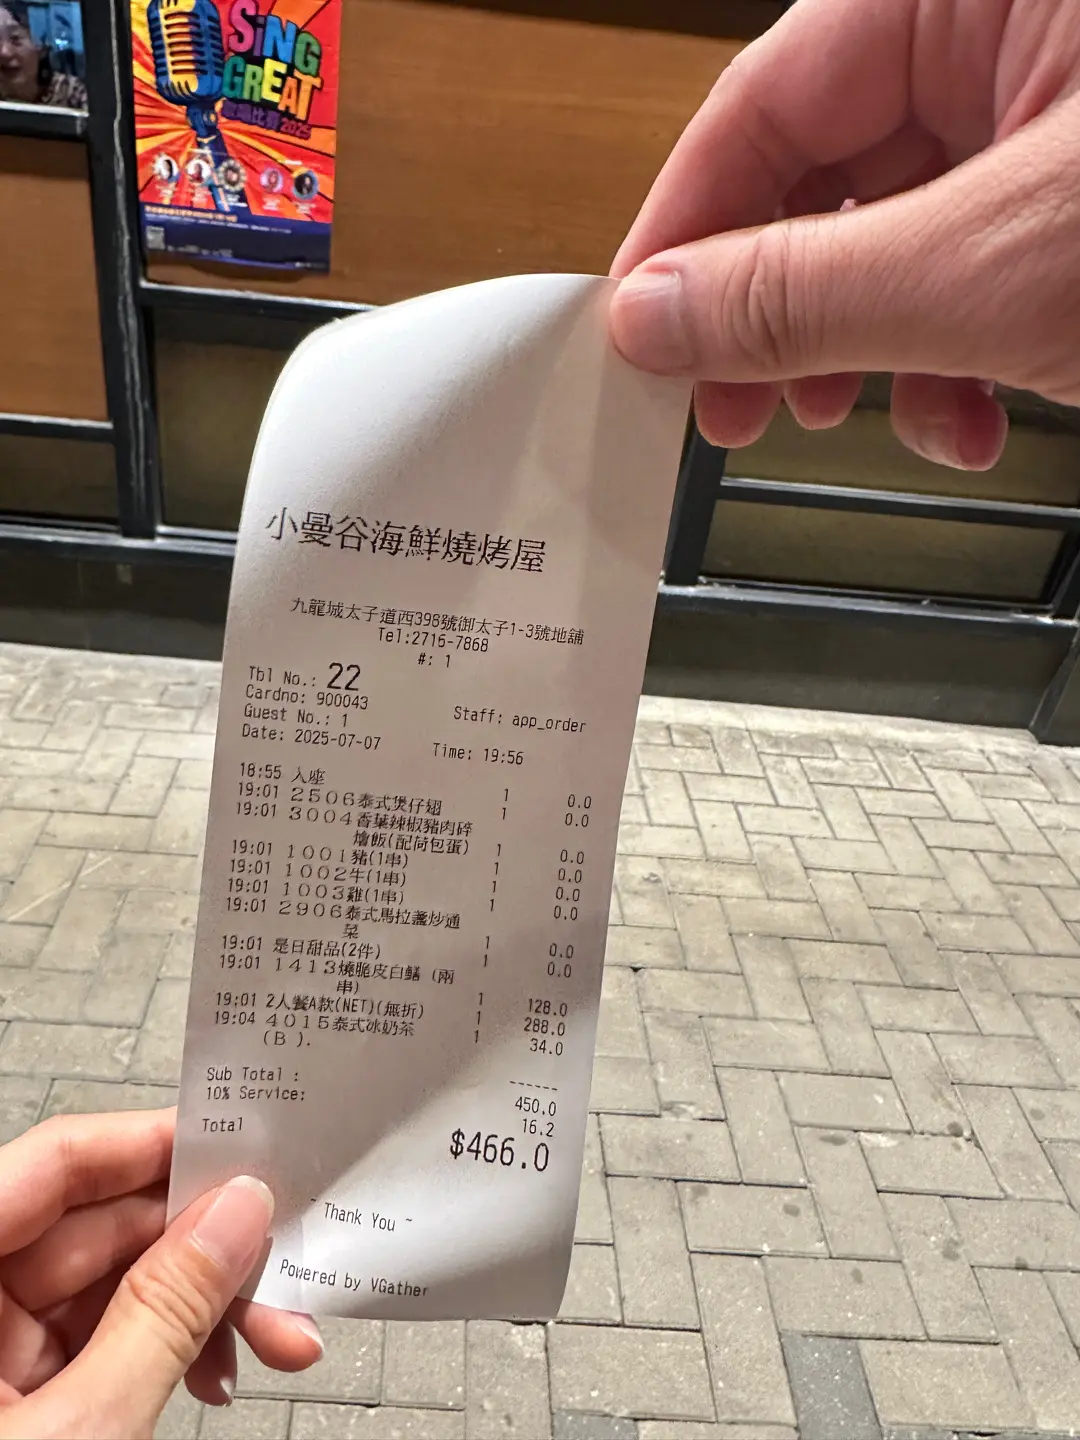 SiNG
GREAT
歌唱比賽2025
小曼谷海鮮燒烤屋
九龍城太子道西398號御太子1-3號地舖
Tel:2716-7868
#: 1
Tbl No.: 22
Cardno: 900043 Staff: app_order
Guest No.: 1
Date: 2025-07-07 Time: 19:56
18:55 入座 1 0.0
19:01 2506泰式煲仔翅 1 0.0
19:01 3004香葉辣椒豬肉碎
燴飯(配荷包蛋) 1 0.0
19:01 1001豬(1串) 1 0.0
19:01 1002牛(1串) 1 0.0
19:01 1003雞(1串) 1 0.0
19:01 2906泰式馬拉盞炒通
菜 1 0.0
19:01 是日甜品(2件) 1 0.0
19:01 1413燒脆皮白鱔 (兩
串) 1 128.0
19:01 2人餐A款(NET)(無折) 1 288.0
19:04 4015泰式冰奶茶 1 34.0
(B ).
------
Sub Total : 450.0
10% Service: 16.2
Total $466.0
~ Thank You ~
Powered by VGather